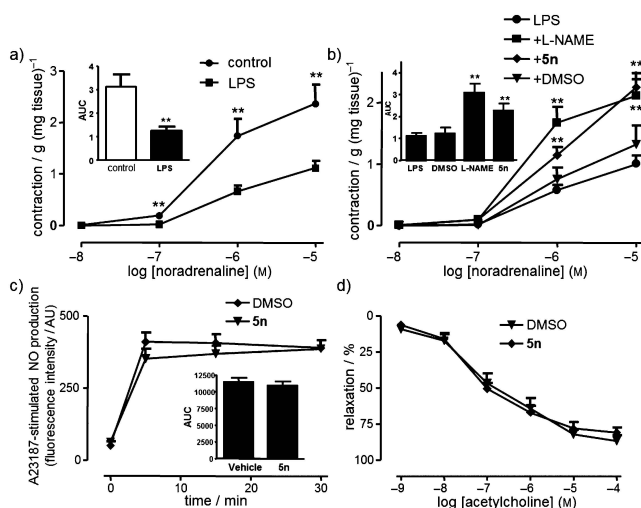 a)
contraction / g (mg tissue)⁻¹
3
2
1
0
control
LPS
**
**
**
AUC
4
3
2
1
0
**
control
LPS
−8
−7
−6
−5
log [noradrenaline] (M)
b)
contraction / g (mg tissue)⁻¹
2
1
0
LPS
+L-NAME
+5n
+DMSO
**
**
**
**
AUC
4
3
2
1
0
**
**
LPS
DMSO
L-NAME
5n
−8
−7
−6
−5
log [noradrenaline] (M)
c)
A23187-stimulated NO production
(fluorescence intensity / AU)
500
250
0
DMSO
5n
AUC
12500
10000
7500
5000
2500
0
Vehicle
5n
0
10
20
30
time / min
d)
relaxation / %
0
25
50
75
100
DMSO
5n
−9
−8
−7
−6
−5
−4
log [acetylcholine] (M)